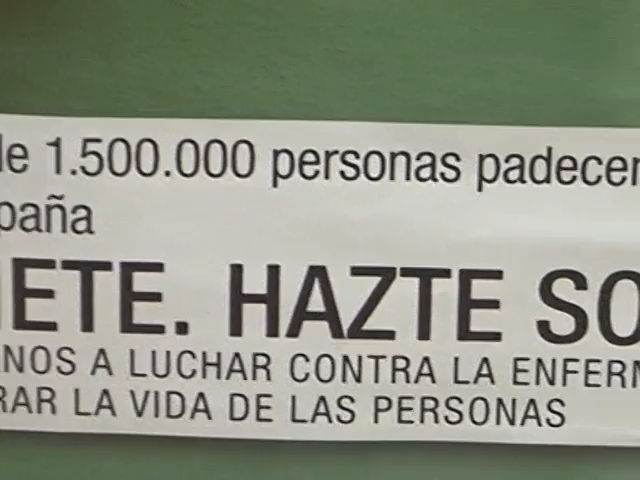 le 1.500.000 personas padecen
paña
ETE. HAZTE SO
NOS A LUCHAR CONTRA LA ENFERM
RAR LA VIDA DE LAS PERSONAS